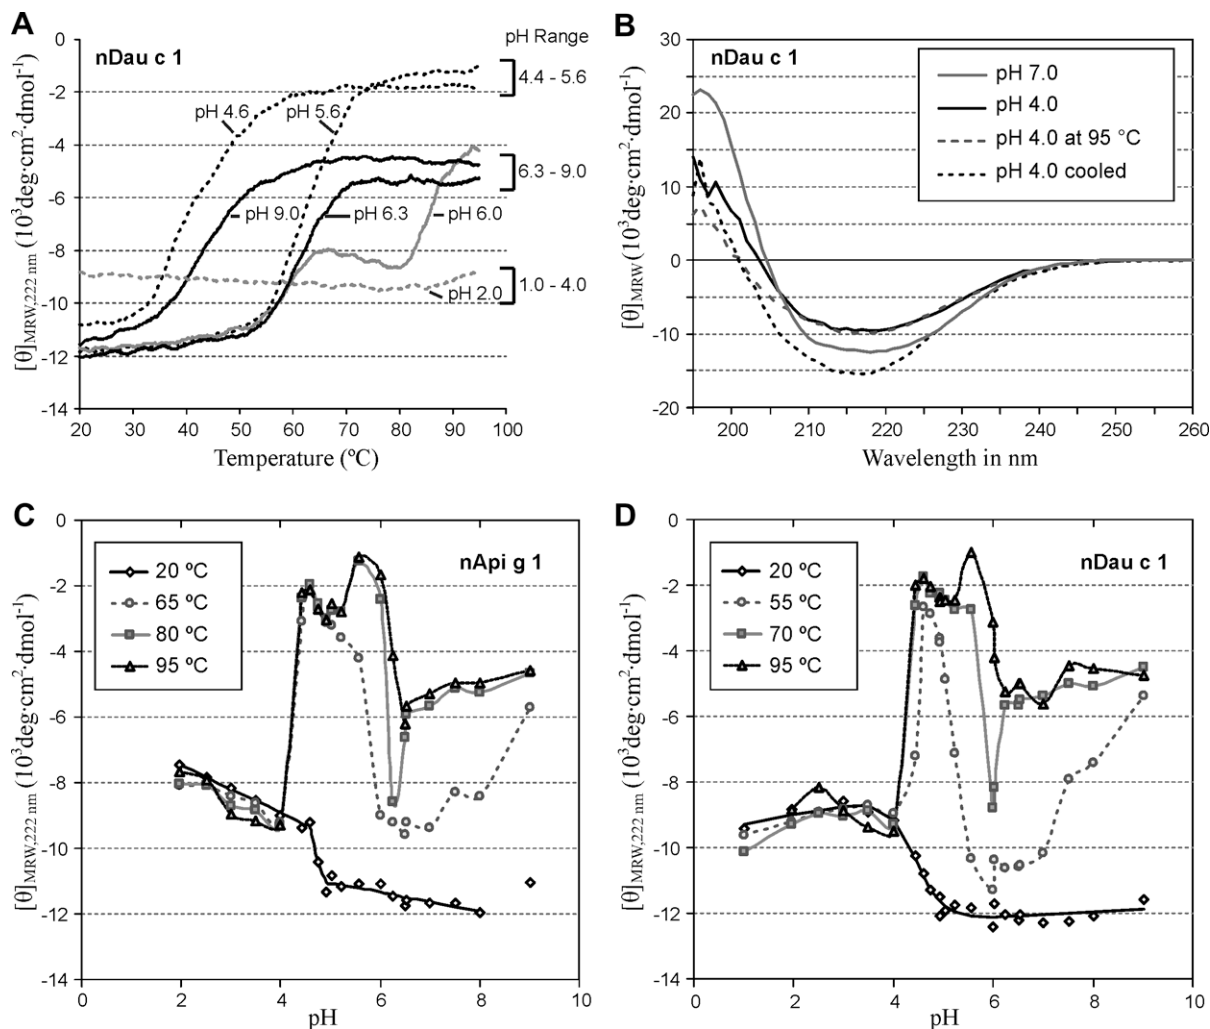 A
nDau c 1
pH Range
0
-2
-4
-6
-8
-10
-12
-14
4.4 - 5.6
6.3 - 9.0
1.0 - 4.0
pH 4.6
pH 5.6
pH 9.0
pH 6.3
pH 6.0
pH 2.0
20 30 40 50 60 70 80 90 100
Temperature (ºC)
[θ]MRW,222 nm (10³deg·cm²·dmol⁻¹)
B
nDau c 1
30
20
10
0
-10
-20
pH 7.0
pH 4.0
pH 4.0 at 95 °C
pH 4.0 cooled
200 210 220 230 240 250 260
Wavelength in nm
[θ]MRW (10³deg·cm²·dmol⁻¹)
C
nApi g 1
0
-2
-4
-6
-8
-10
-12
-14
20 ºC
65 ºC
80 ºC
95 ºC
0 2 4 6 8 10
pH
[θ]MRW,222 nm (10³deg·cm²·dmol⁻¹)
D
nDau c 1
0
-2
-4
-6
-8
-10
-12
-14
20 ºC
55 ºC
70 ºC
95 ºC
0 2 4 6 8 10
pH
[θ]MRW,222 nm (10³deg·cm²·dmol⁻¹)